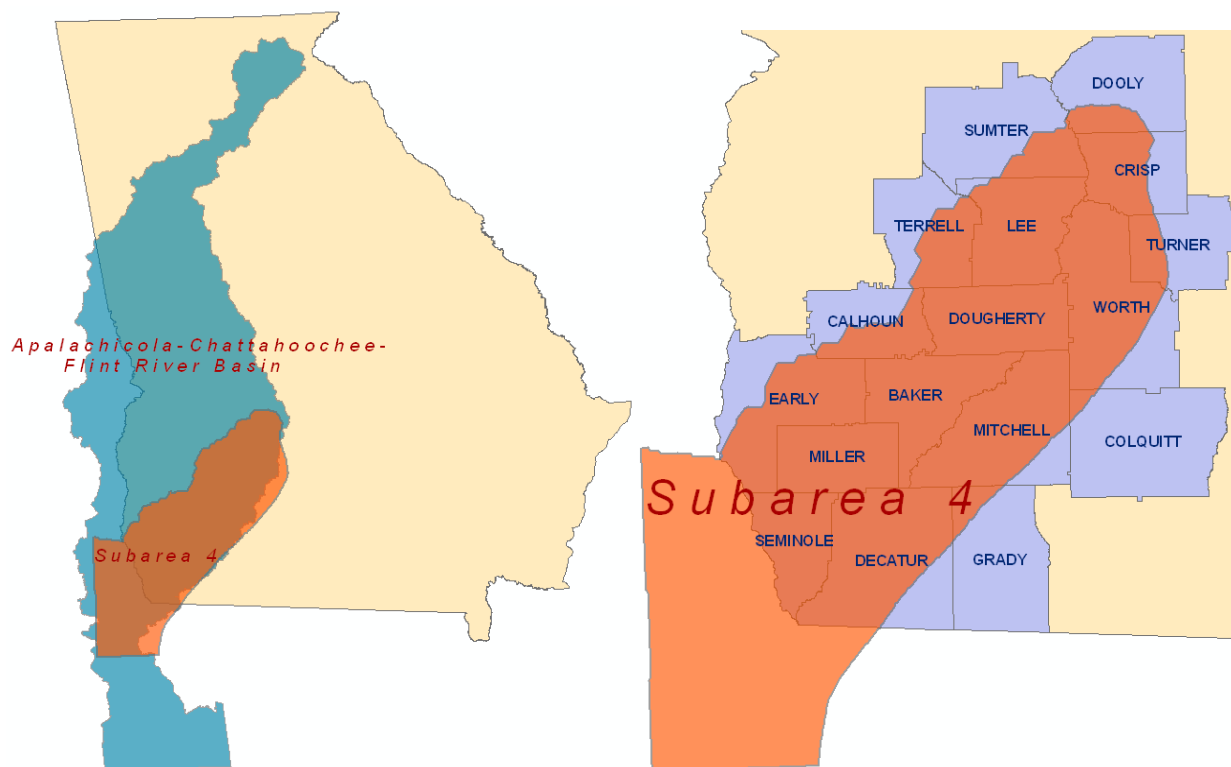 Apalachicola-Chattahoochee-
Flint River Basin
Subarea 4
DOOLY
SUMTER
CRISP
TERRELL
LEE
TURNER
CALHOUN
DOUGHERTY
WORTH
EARLY
BAKER
MITCHELL
COLQUITT
MILLER
Subarea 4
SEMINOLE
DECATUR
GRADY